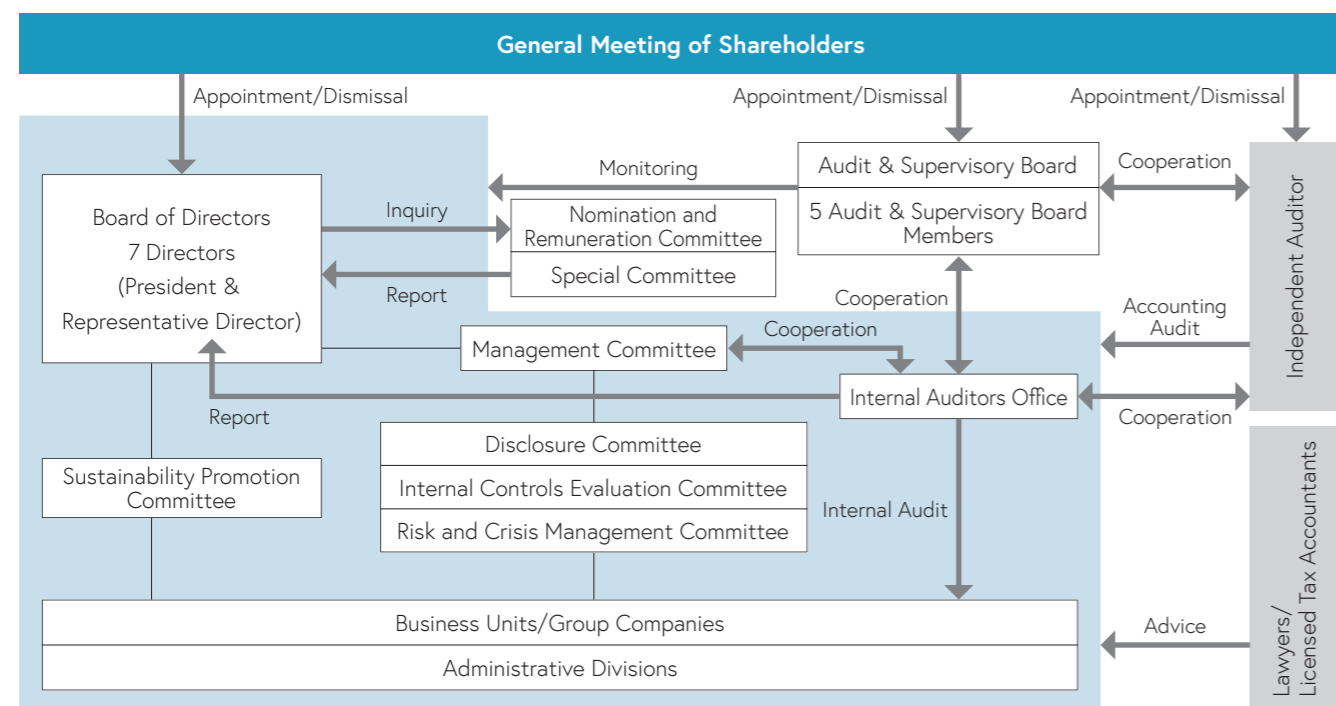 General Meeting of Shareholders
Appointment/Dismissal
Appointment/Dismissal
Appointment/Dismissal
Board of Directors
7 Directors
(President &
Representative Director)
Inquiry
Report
Nomination and
Remuneration Committee
Special Committee
Monitoring
Audit & Supervisory Board
5 Audit & Supervisory Board
Members
Cooperation
Independent Auditor
Cooperation
Accounting
Audit
Management Committee
Cooperation
Internal Auditors Office
Cooperation
Report
Disclosure Committee
Internal Controls Evaluation Committee
Risk and Crisis Management Committee
Sustainability Promotion
Committee
Internal Audit
Business Units/Group Companies
Administrative Divisions
Advice
Lawyers/
Licensed Tax Accountants